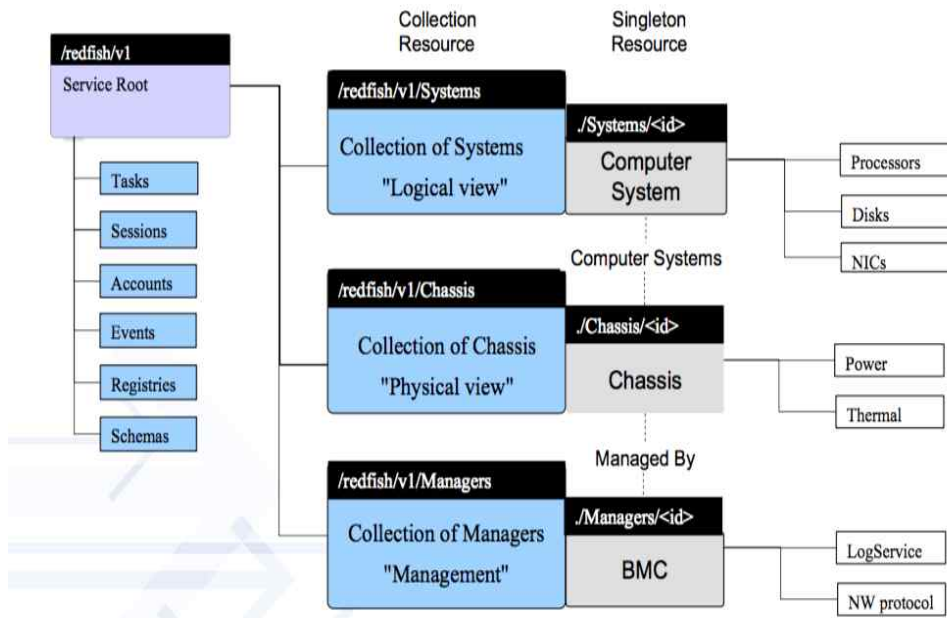 Collection
Resource
Singleton
Resource
/redfish/v1
Service Root
Tasks
Sessions
Accounts
Events
Registries
Schemas
/redfish/v1/Systems
Collection of Systems
"Logical view"
./Systems/<id>
Computer
System
Processors
Disks
NICs
Computer Systems
/redfish/v1/Chassis
Collection of Chassis
"Physical view"
./Chassis/<id>
Chassis
Power
Thermal
Managed By
/redfish/v1/Managers
Collection of Managers
"Management"
./Managers/<id>
BMC
LogService
NW protocol